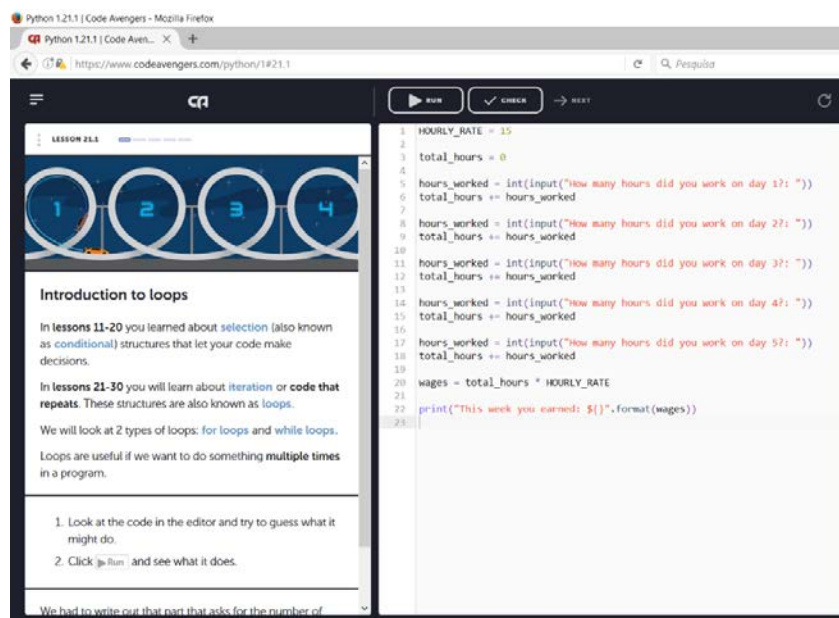 Python 1.21.1 | Code Avengers - Mozilla Firefox
Python 1.21.1 | Code Aven...
https://www.codeavengers.com/python/1#21.1
Pesquisa
RUN
CHECK
NEXT
LESSON 21.1
1 2 3 4
Introduction to loops
In lessons 11-20 you learned about selection (also known
as conditional) structures that let your code make
decisions.
In lessons 21-30 you will learn about iteration or code that
repeats. These structures are also known as loops.
We will look at 2 types of loops: for loops and while loops.
Loops are useful if we want to do something multiple times
in a program.
1. Look at the code in the editor and try to guess what it
might do.
2. Click Run and see what it does.
We had to write out that part that asks for the number of
1 HOURLY_RATE = 15
2
3 total_hours = 0
4
5 hours_worked = int(input("How many hours did you work on day 1?: "))
6 total_hours += hours_worked
7
8 hours_worked = int(input("How many hours did you work on day 2?: "))
9 total_hours += hours_worked
10
11 hours_worked = int(input("How many hours did you work on day 3?: "))
12 total_hours += hours_worked
13
14 hours_worked = int(input("How many hours did you work on day 4?: "))
15 total_hours += hours_worked
16
17 hours_worked = int(input("How many hours did you work on day 5?: "))
18 total_hours += hours_worked
19
20 wages = total_hours * HOURLY_RATE
21
22 print("This week you earned: ${}".format(wages))
23